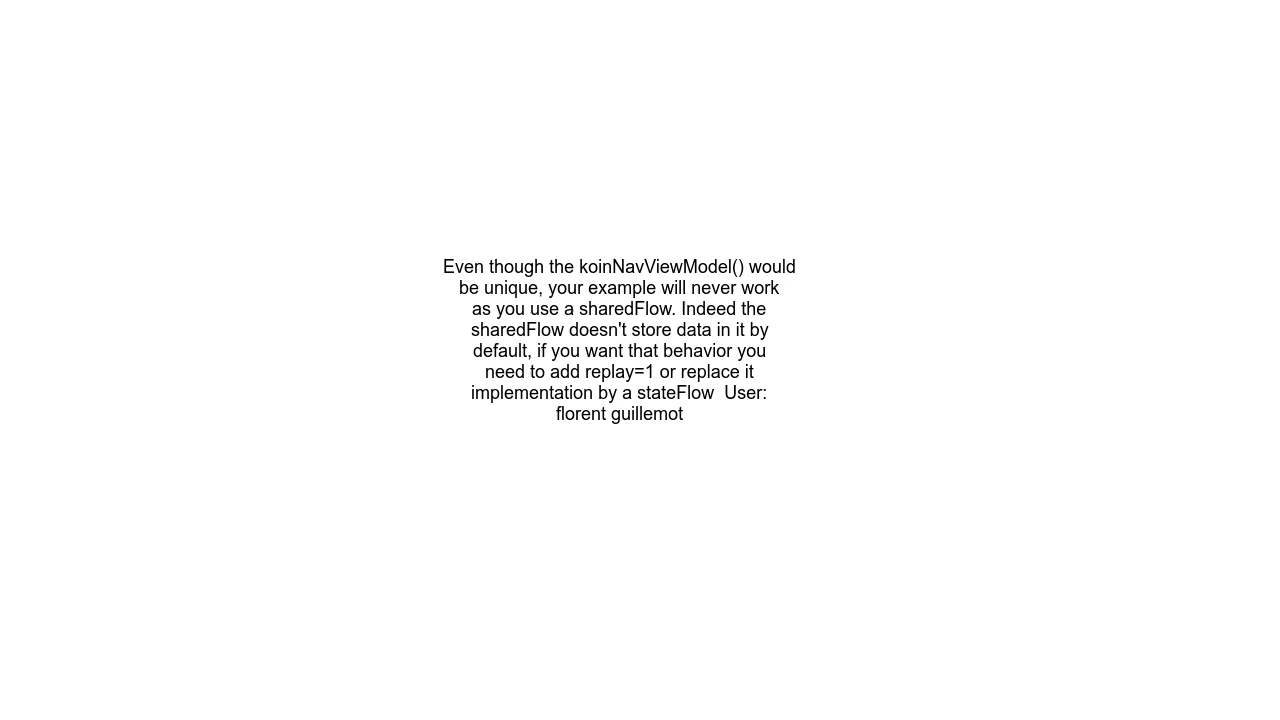 Even though the koinNavViewModel() would
be unique, your example will never work
as you use a sharedFlow. Indeed the
sharedFlow doesn't store data in it by
default, if you want that behavior you
need to add replay=1 or replace it
implementation by a stateFlow  User:
florent guillemot